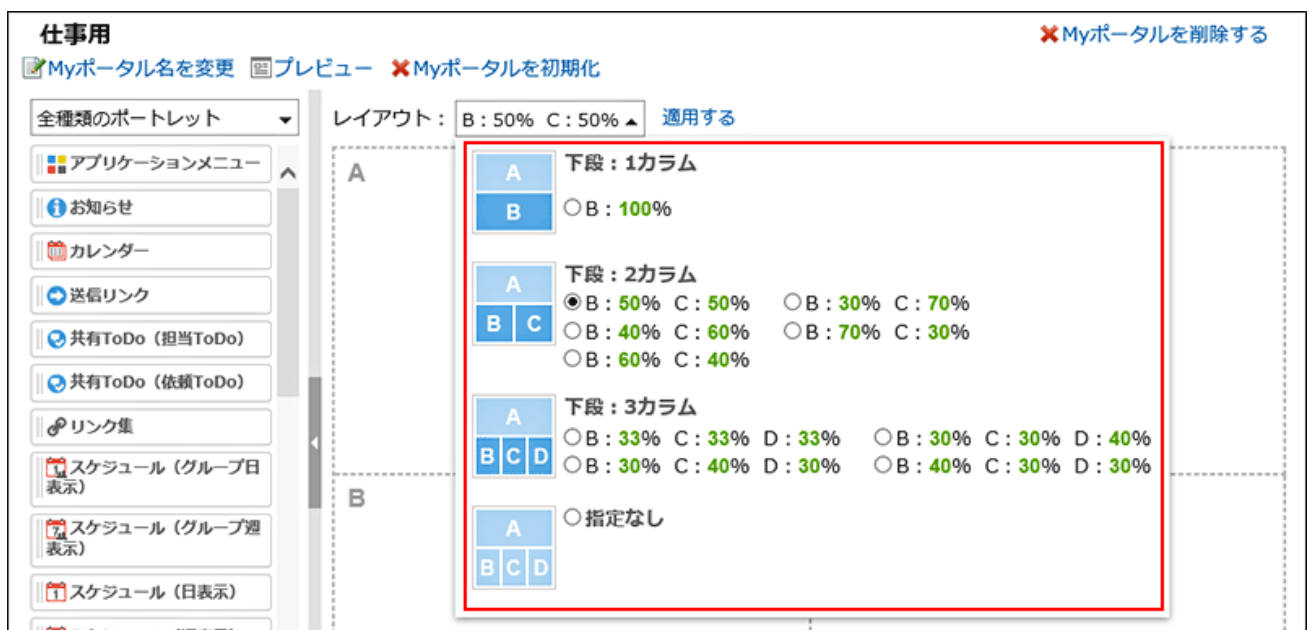 仕事用
Myポータルを削除する
Myポータル名を変更 プレビュー Myポータルを初期化
全種類のポートレット
レイアウト： B：50% C：50% 適用する
アプリケーションメニュー
お知らせ
カレンダー
送信リンク
共有ToDo（担当ToDo）
共有ToDo（依頼ToDo）
リンク集
スケジュール（グループ日
表示）
スケジュール（グループ週
表示）
スケジュール（日表示）
A
B
A
B
下段：1カラム
B：100%
A
B C
下段：2カラム
B：50% C：50% B：30% C：70%
B：40% C：60% B：70% C：30%
B：60% C：40%
A
B C D
下段：3カラム
B：33% C：33% D：33% B：30% C：30% D：40%
B：30% C：40% D：30% B：40% C：30% D：30%
A
B C D
指定なし